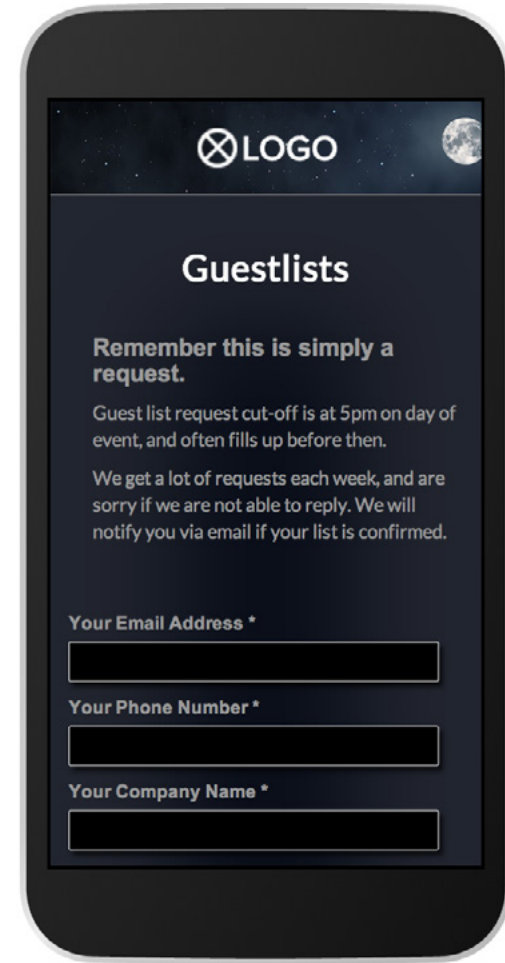 LOGO
Guestlists
Remember this is simply a
request.
Guest list request cut-off is at 5pm on day of
event, and often fills up before then.
We get a lot of requests each week, and are
sorry if we are not able to reply. We will
notify you via email if your list is confirmed.
Your Email Address *
Your Phone Number *
Your Company Name *